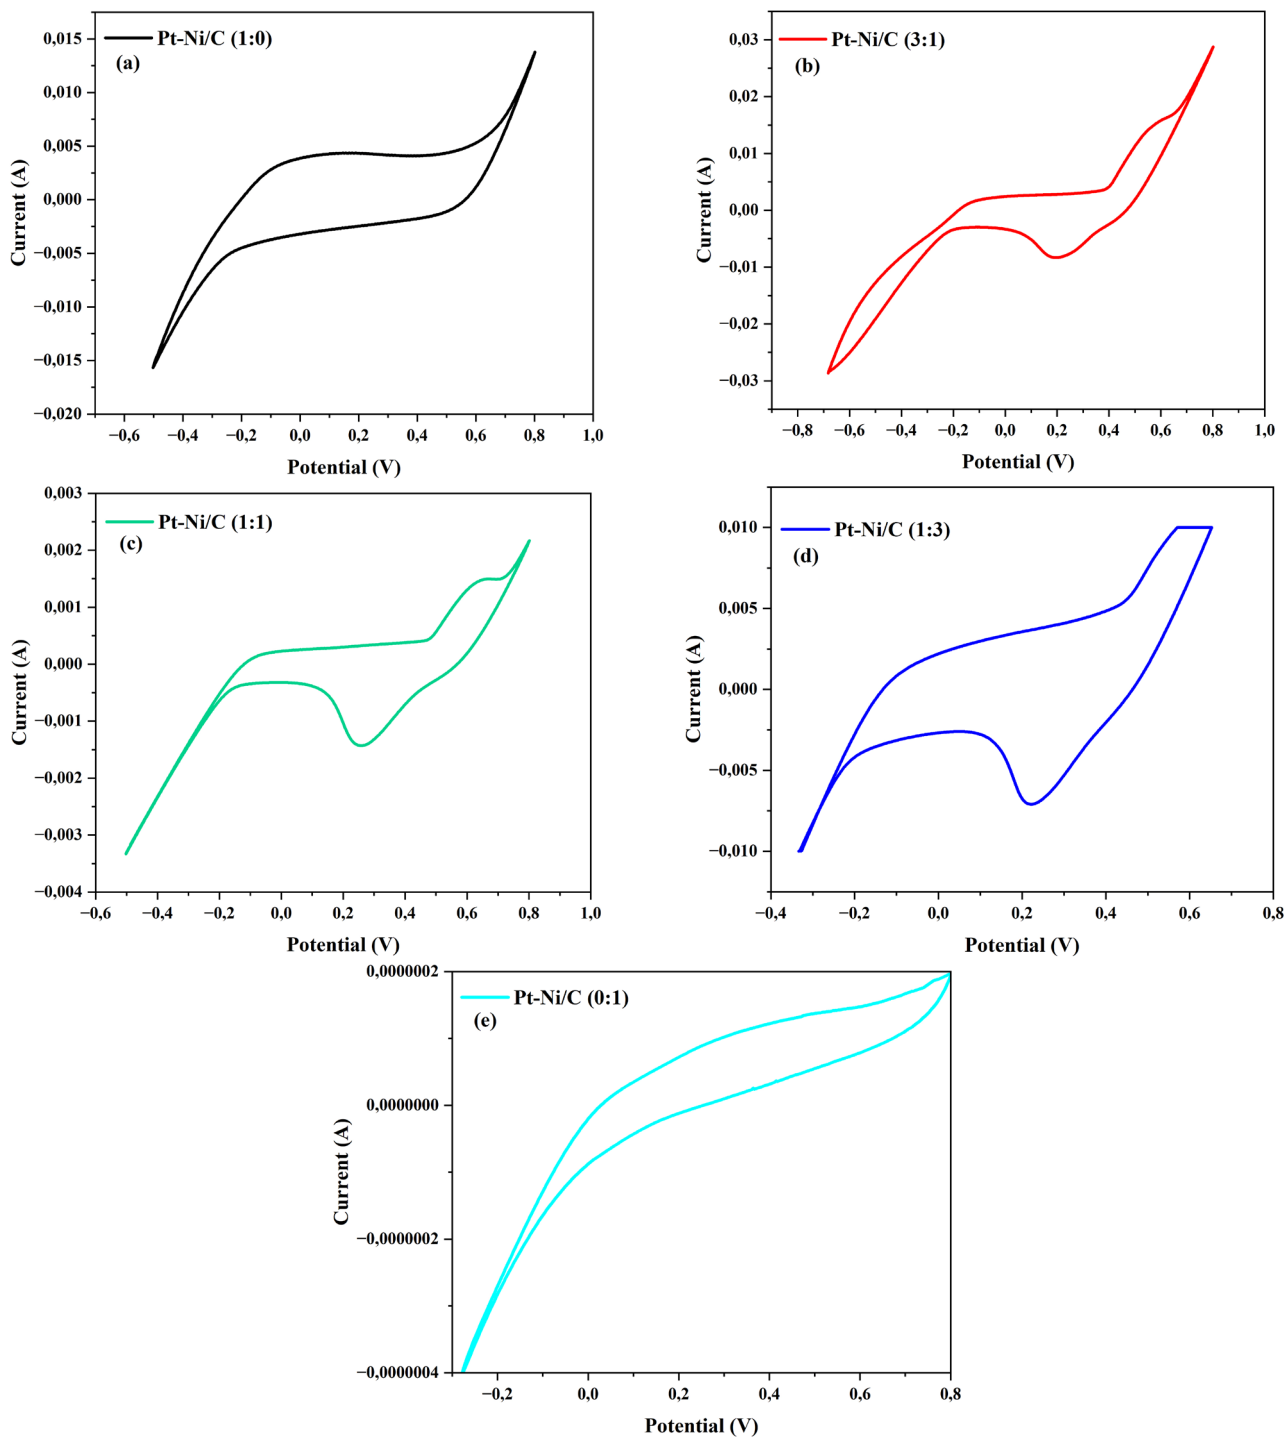 Pt-Ni/C (1:0)
(a)
0,015
0,010
0,005
0,000
−0,005
−0,010
−0,015
−0,020
Current (A)
−0,6 −0,4 −0,2 0,0 0,2 0,4 0,6 0,8 1,0
Potential (V)
Pt-Ni/C (3:1)
(b)
0,03
0,02
0,01
0,00
−0,01
−0,02
−0,03
Current (A)
−0,8 −0,6 −0,4 −0,2 0,0 0,2 0,4 0,6 0,8 1,0
Potential (V)
Pt-Ni/C (1:1)
(c)
0,003
0,002
0,001
0,000
−0,001
−0,002
−0,003
−0,004
Current (A)
−0,6 −0,4 −0,2 0,0 0,2 0,4 0,6 0,8 1,0
Potential (V)
Pt-Ni/C (1:3)
(d)
0,010
0,005
0,000
−0,005
−0,010
Current (A)
−0,4 −0,2 0,0 0,2 0,4 0,6 0,8
Potential (V)
Pt-Ni/C (0:1)
(e)
0,0000002
0,0000000
−0,0000002
−0,0000004
Current (A)
−0,2 0,0 0,2 0,4 0,6 0,8
Potential (V)